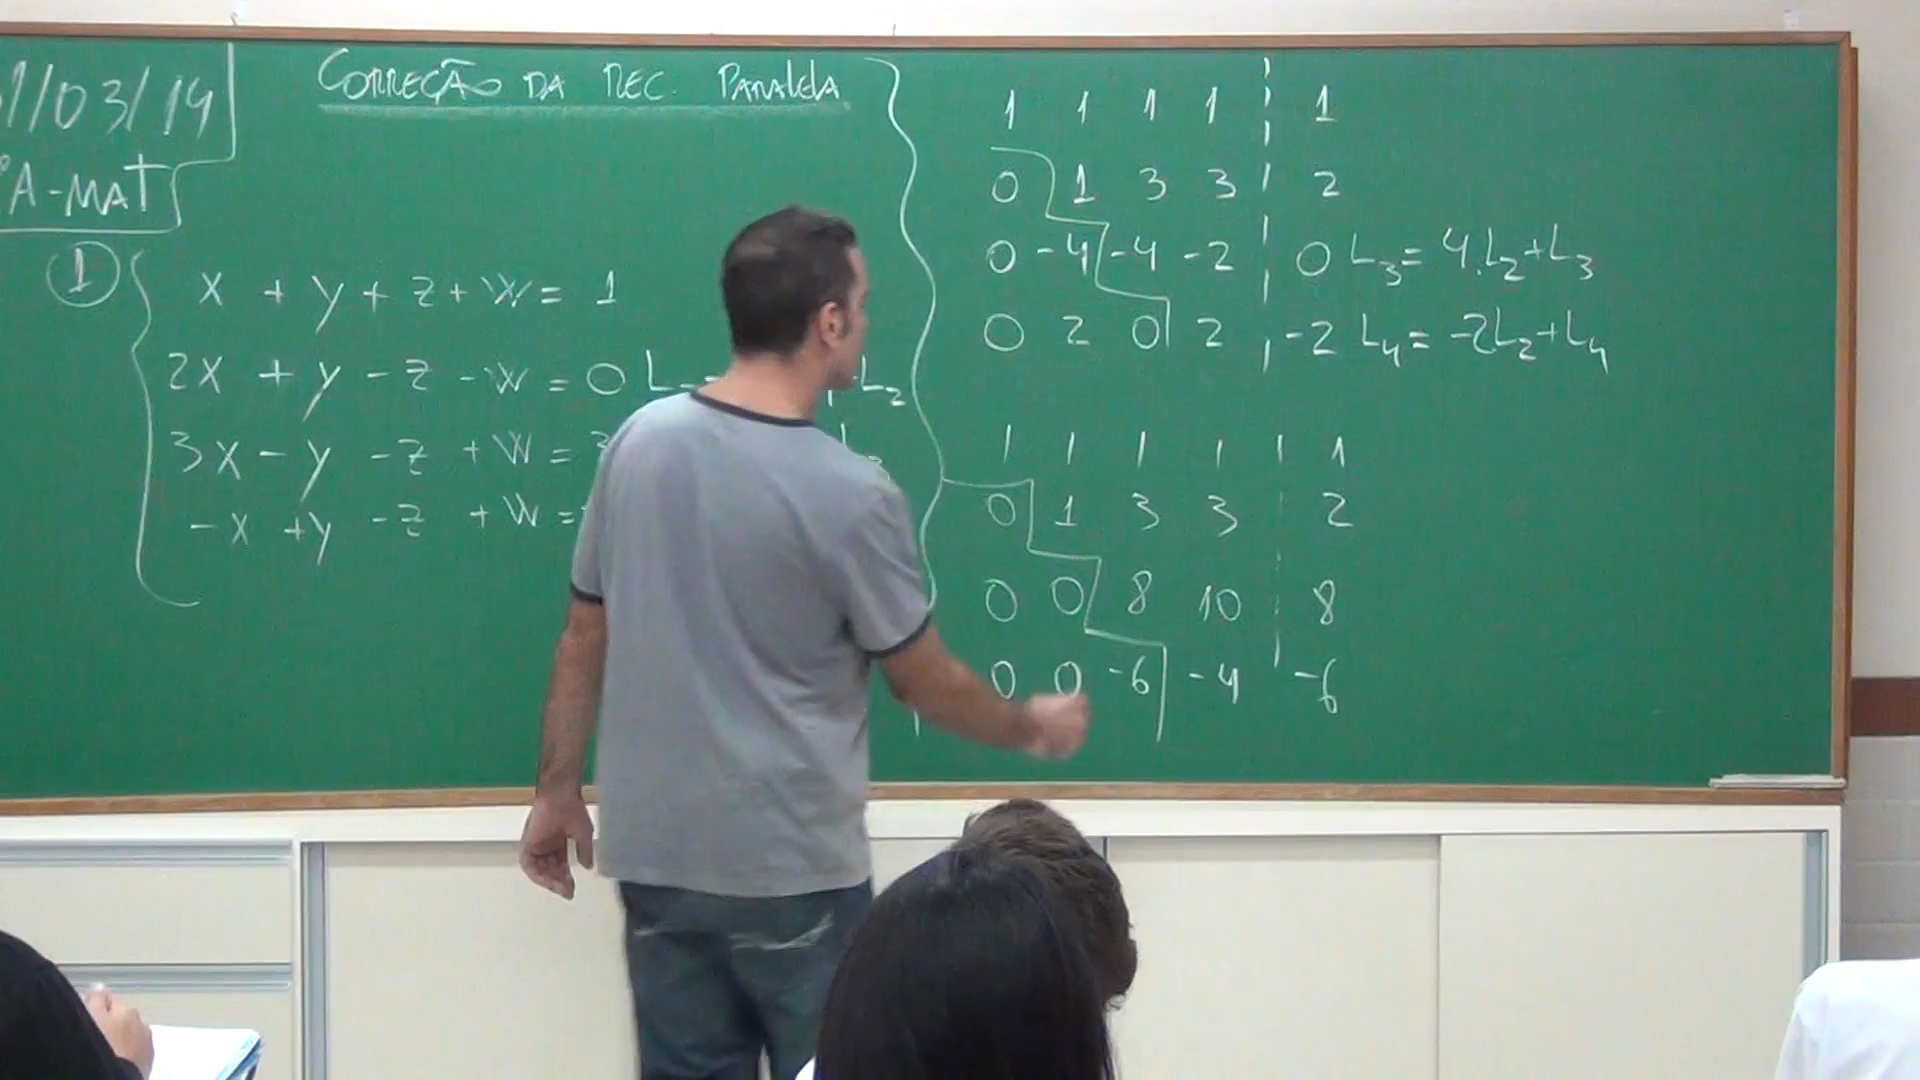 1/03/14
ºA-MAT
CORREÇÃO DA REC. PARALELA
1
x + y + z + w = 1
2x + y - z - w = 0 L₂
3x - y - z + w =
-x + y - z + w =
1 1 1 1 | 1
0 1 3 3 | 2
0 -4 -4 -2 | 0 L₃= 4.L₂+L₃
0 2 0 2 | -2 L₄= -2L₂+L₄
1 1 1 1 | 1
0 1 3 3 | 2
0 0 8 10 | 8
0 0 -6 -4 | -6